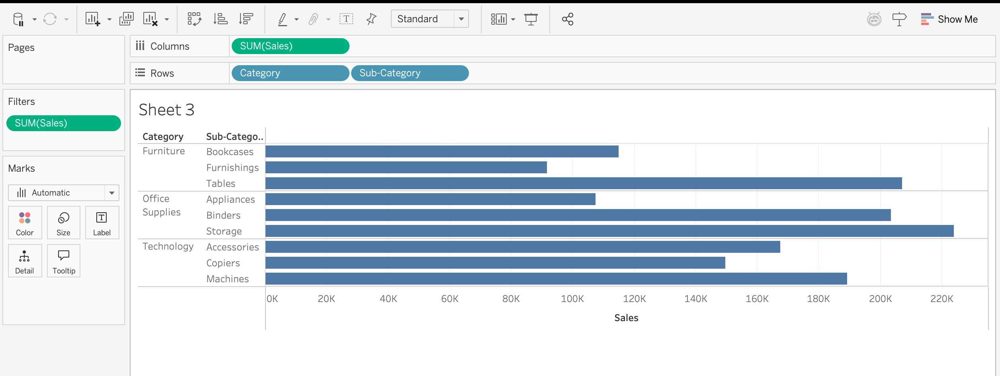 Standard
Show Me
Pages
Columns
SUM(Sales)
Rows
Category
Sub-Category
Filters
SUM(Sales)
Marks
Automatic
Color
Size
T
Label
Detail
Tooltip
T
Sheet 3
Category
Sub-Catego..
Furniture
Bookcases
Furnishings
Tables
Office
Supplies
Appliances
Binders
Storage
Technology
Accessories
Copiers
Machines
0K
20K
40K
60K
80K
100K
120K
140K
160K
180K
200K
220K
Sales